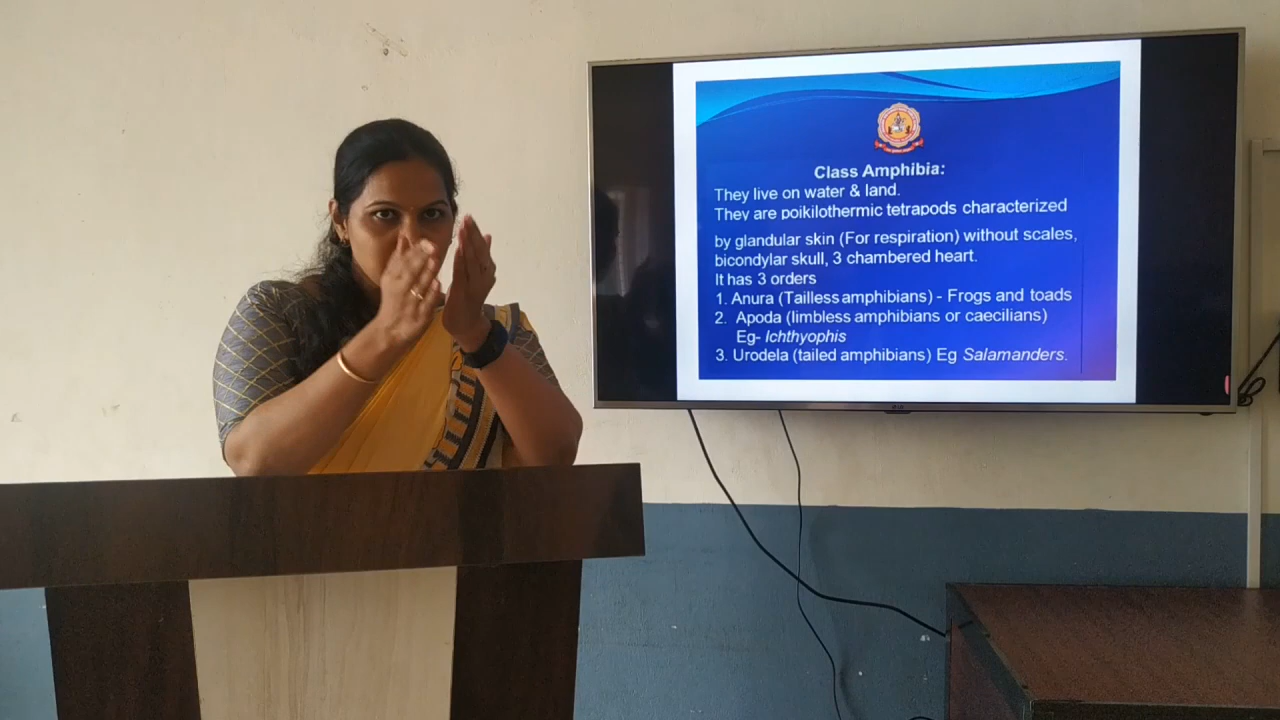 Class Amphibia:
They live on water & land.
They are poikilothermic tetrapods characterized
by glandular skin (For respiration) without scales,
bicondylar skull, 3 chambered heart.
It has 3 orders
1. Anura (Tailless amphibians) - Frogs and toads
2. Apoda (limbless amphibians or caecilians)
Eg- Ichthyophis
3. Urodela (tailed amphibians) Eg Salamanders.